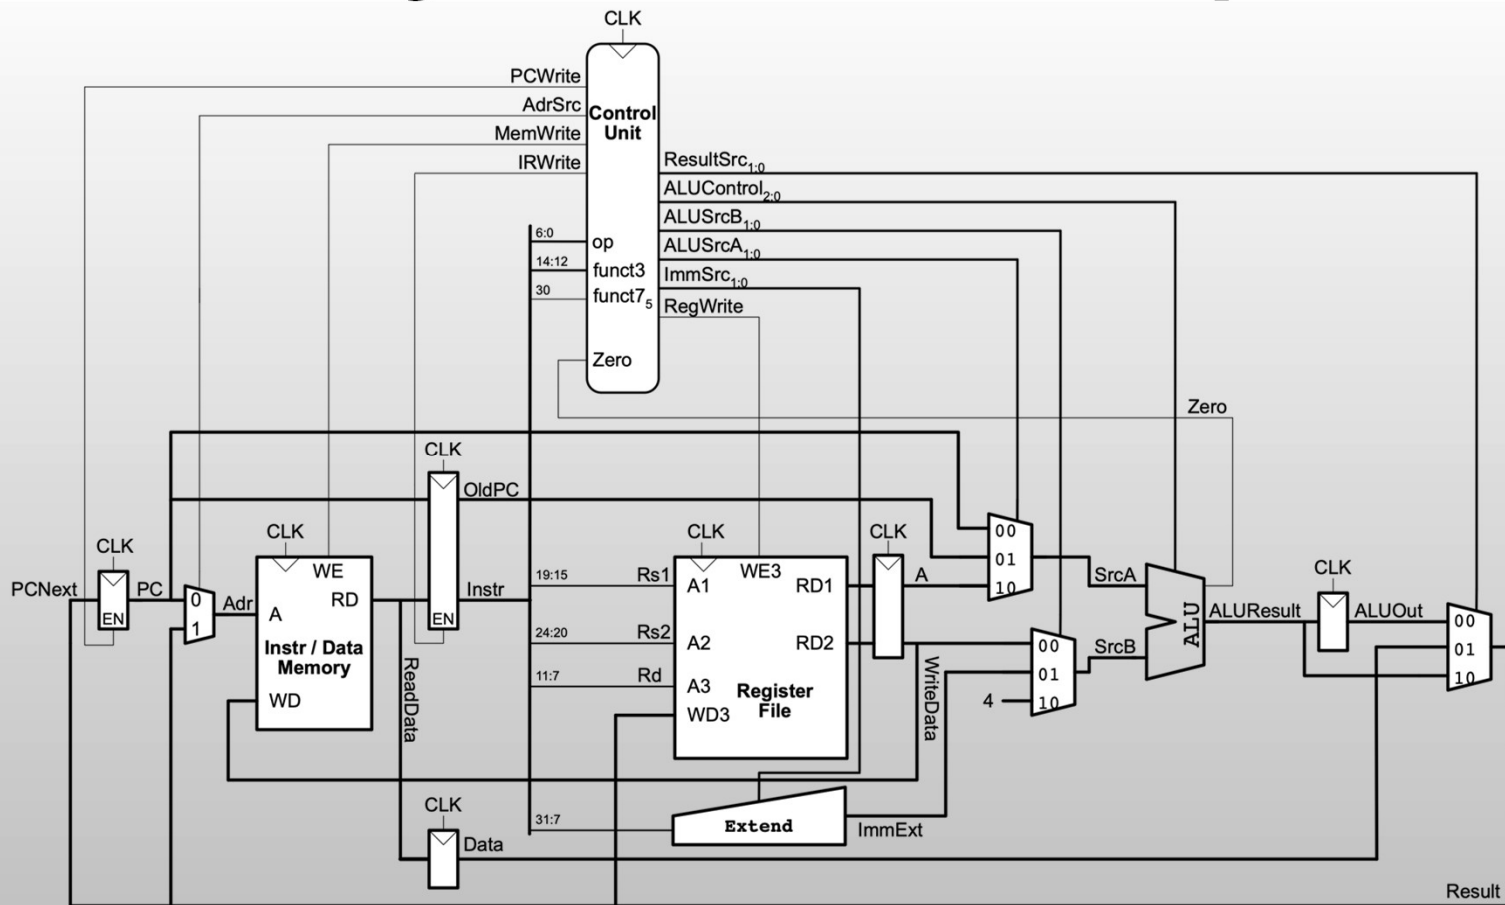 CLK
PCWrite
AdrSrc
MemWrite
IRWrite
Control
Unit
ResultSrc1:0
ALUControl2:0
ALUSrcB1:0
ALUSrcA1:0
ImmSrc1:0
RegWrite
6:0
op
14:12
funct3
30
funct75
Zero
Zero
CLK
OldPC
CLK
PCNext
EN
PC
0
1
Adr
CLK
WE
A
RD
Instr / Data
Memory
WD
EN
Instr
ReadData
19:15
Rs1
24:20
Rs2
11:7
Rd
31:7
CLK
WE3
A1
RD1
A2
RD2
A3
WD3
Register
File
CLK
A
WriteData
00
01
10
SrcA
00
01
4
10
SrcB
ALU
ALUResult
CLK
ALUOut
00
01
10
CLK
Data
Extend
ImmExt
Result